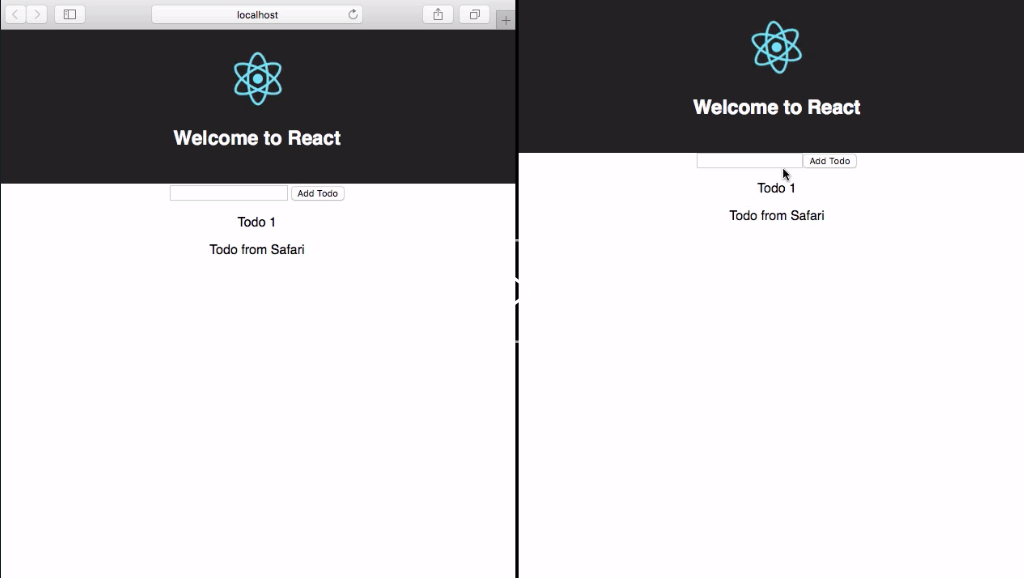 localhost
Welcome to React
Add Todo
Todo 1
Todo from Safari
Welcome to React
Add Todo
Todo 1
Todo from Safari